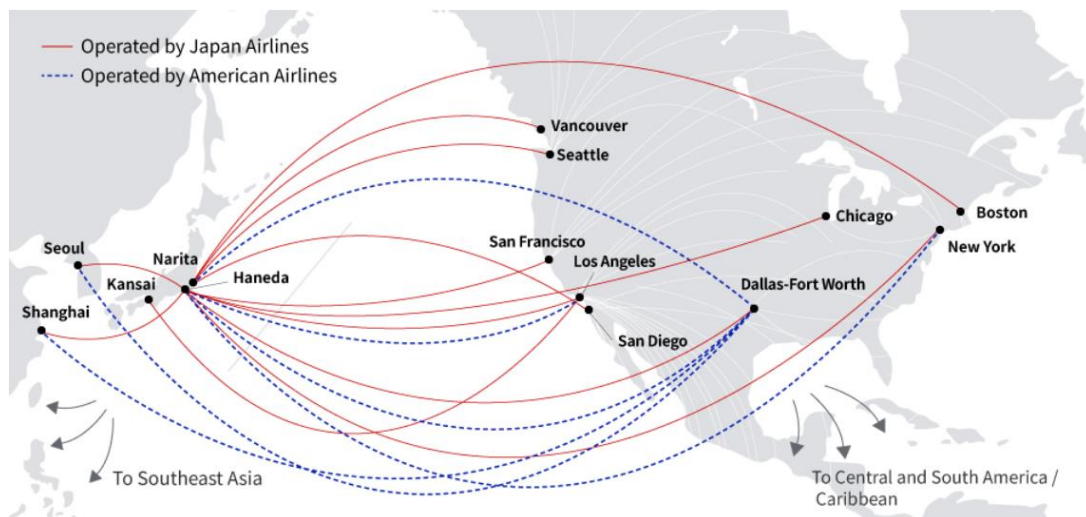 Operated by Japan Airlines
Operated by American Airlines
Vancouver
Seattle
Chicago
Boston
New York
San Francisco
Los Angeles
Dallas-Fort Worth
San Diego
Seoul
Narita
Haneda
Kansai
Shanghai
To Southeast Asia
To Central and South America /
Caribbean